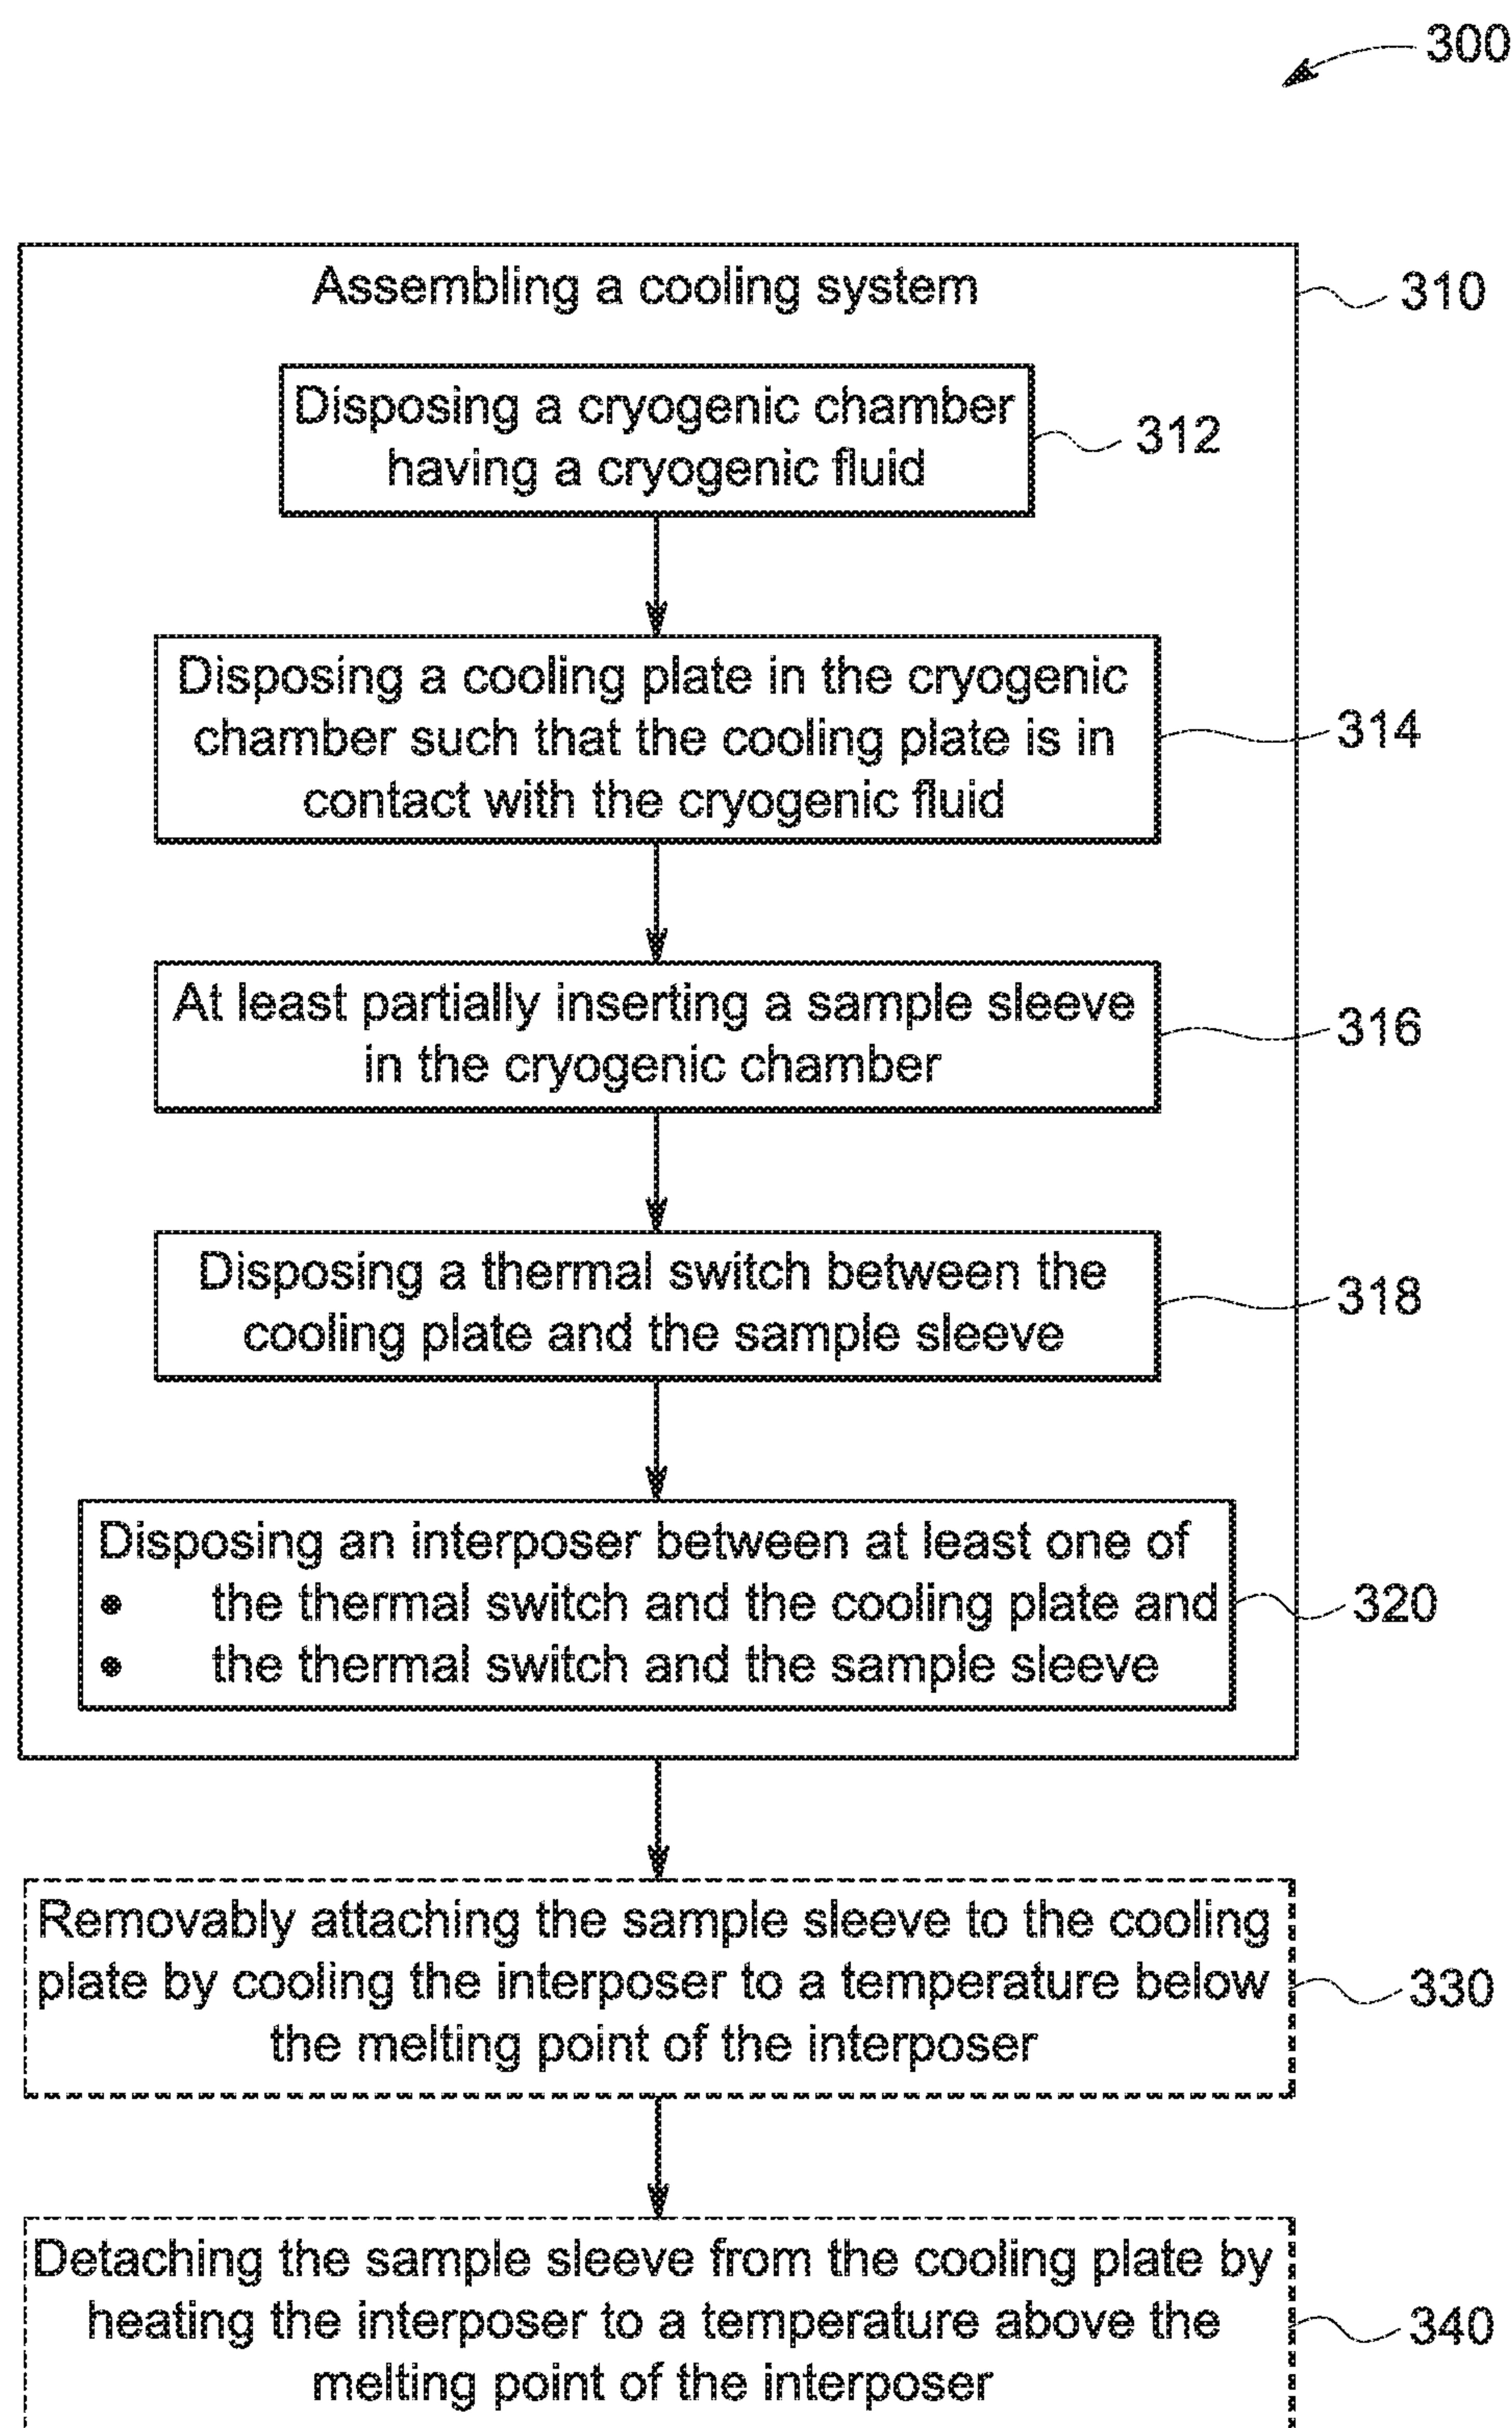 300
Assembling a cooling system
310
Disposing a cryogenic chamber
having a cryogenic fluid
312
Disposing a cooling plate in the cryogenic
chamber such that the cooling plate is in
contact with the cryogenic fluid
314
At least partially inserting a sample sleeve
in the cryogenic chamber
316
Disposing a thermal switch between the
cooling plate and the sample sleeve
318
Disposing an interposer between at least one of
• the thermal switch and the cooling plate and
• the thermal switch and the sample sleeve
320
Removably attaching the sample sleeve to the cooling
plate by cooling the interposer to a temperature below
the melting point of the interposer
330
Detaching the sample sleeve from the cooling plate by
heating the interposer to a temperature above the
melting point of the interposer
340